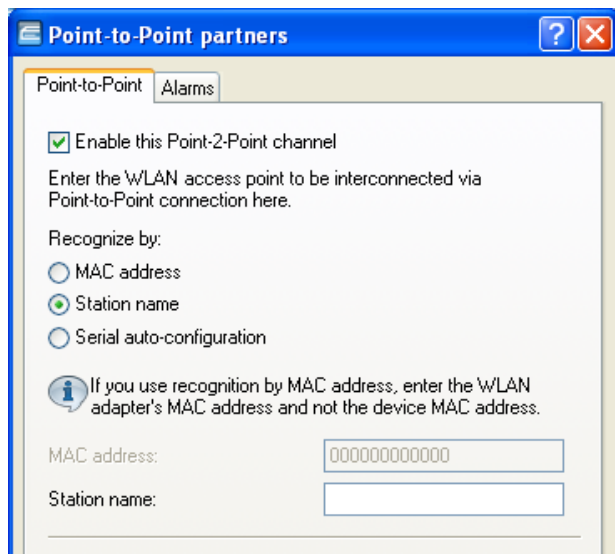 Point-to-Point partners
Point-to-Point Alarms
Enable this Point-2-Point channel
Enter the WLAN access point to be interconnected via
Point-to-Point connection here.
Recognize by:
MAC address
Station name
Serial auto-configuration
If you use recognition by MAC address, enter the WLAN
adapter's MAC address and not the device MAC address.
MAC address: 000000000000
Station name: